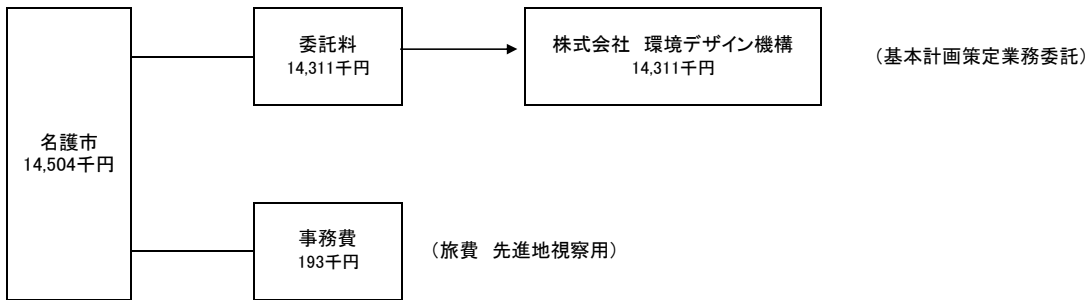 委託料
14,311千円
株式会社　環境デザイン機構
14,311千円
（基本計画策定業務委託）
名護市
14,504千円
事務費
193千円
（旅費　先進地視察用）